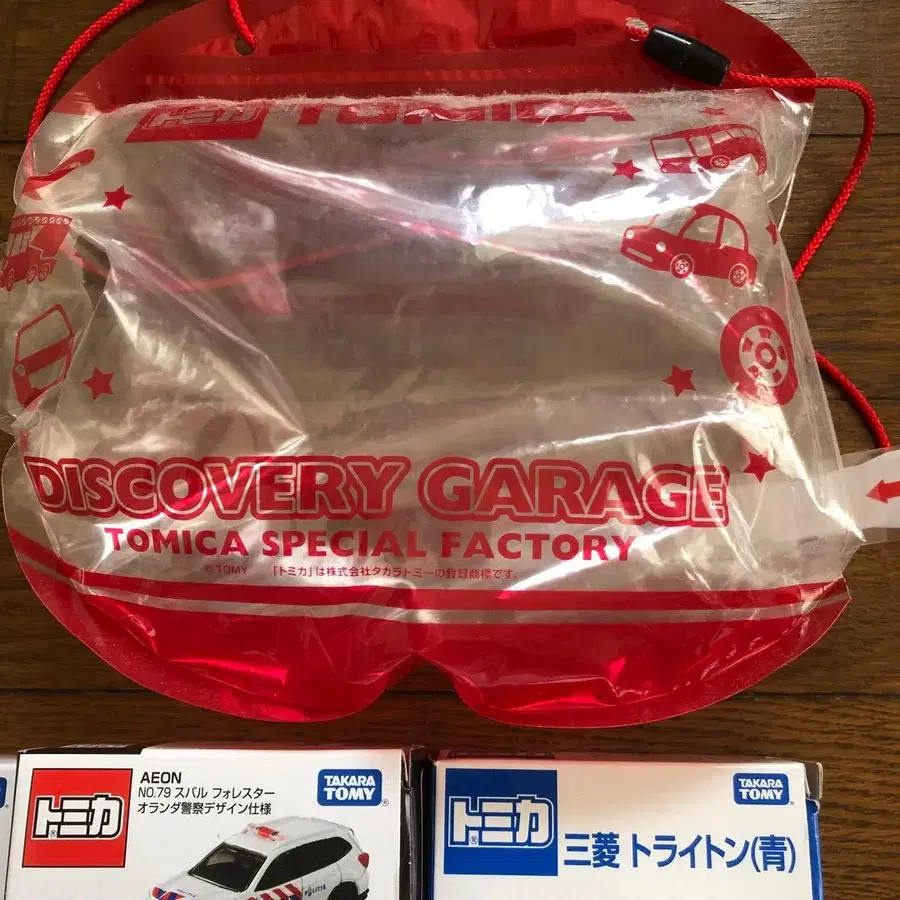 トミカ TOMICA
DISCOVERY GARAGE
TOMICA SPECIAL FACTORY
© TOMY 「トミカ」は株式会社タカラトミーの登録商標です。
トミカ
AEON
NO.79 スバル フォレスター
オランダ警察デザイン仕様
TAKARA
TOMY
POLITIE
トミカ
三菱 トライトン(青)
TAKARA
TOMY